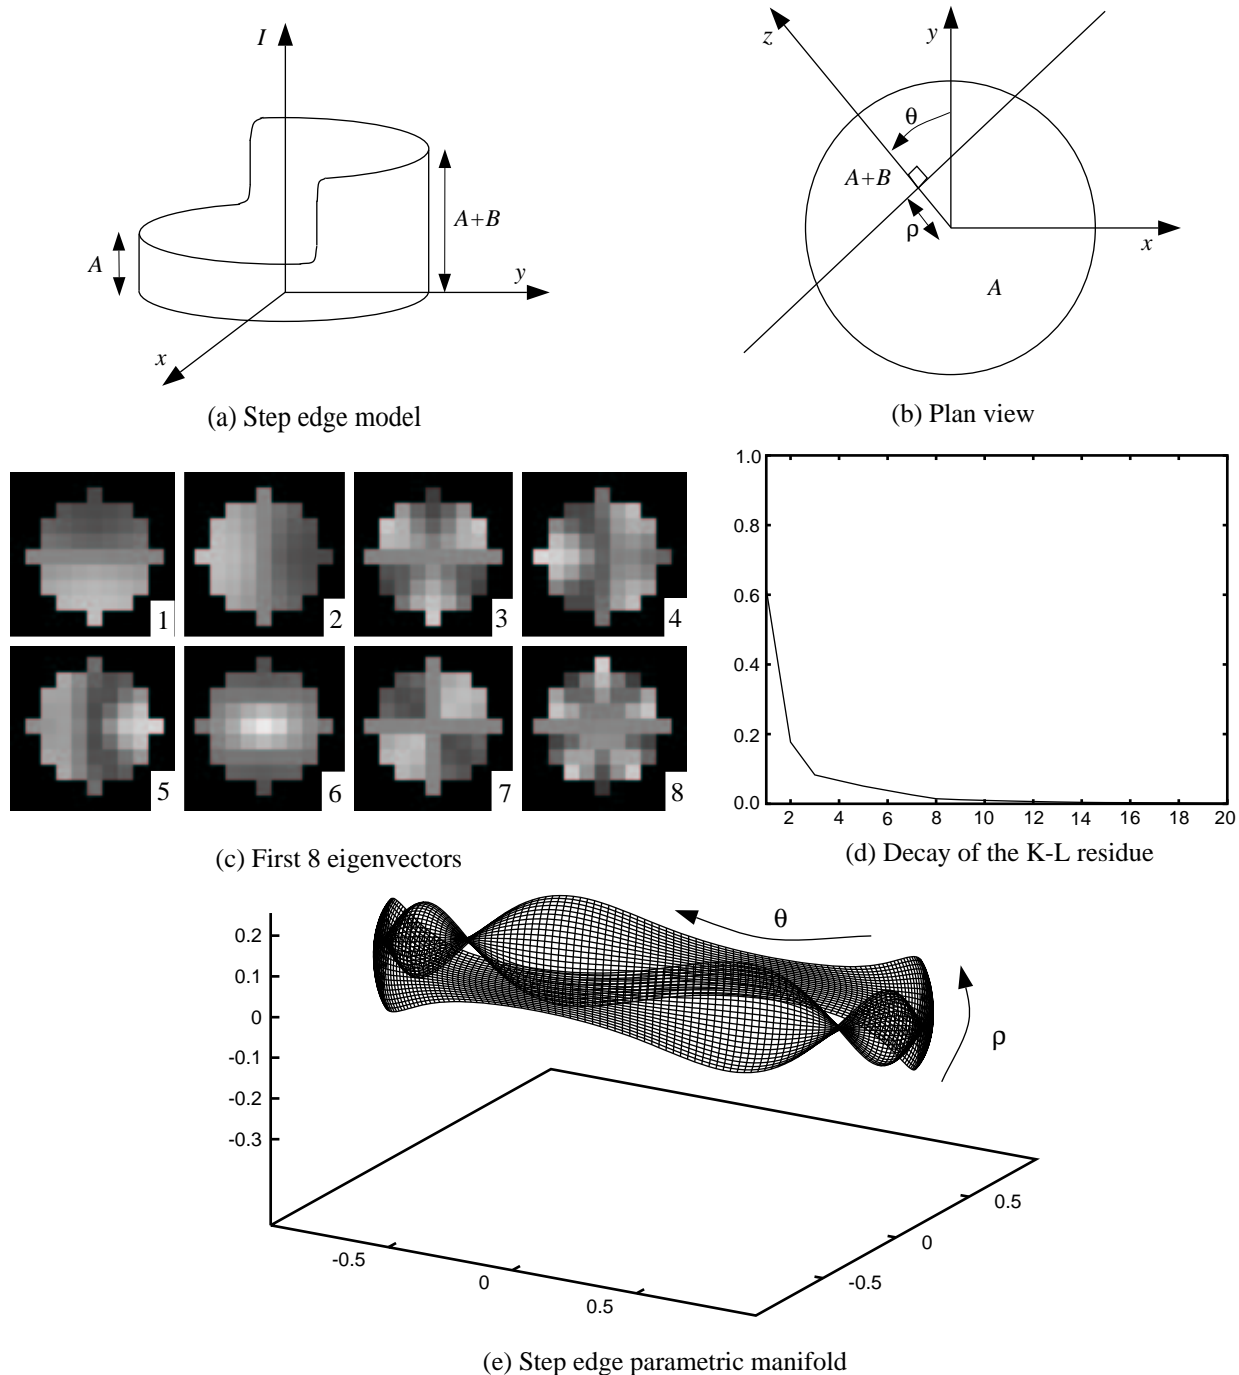 I
A
A+B
y
x
(a) Step edge model
z
y
θ
A+B
ρ
x
A
(b) Plan view
1
2
3
4
5
6
7
8
(c) First 8 eigenvectors
1.0
0.8
0.6
0.4
0.2
0.0
2 4 6 8 10 12 14 16 18 20
(d) Decay of the K-L residue
θ
ρ
0.2
0.1
0
-0.1
-0.2
-0.3
-0.5
0
0.5
-0.5
0
0.5
(e) Step edge parametric manifold